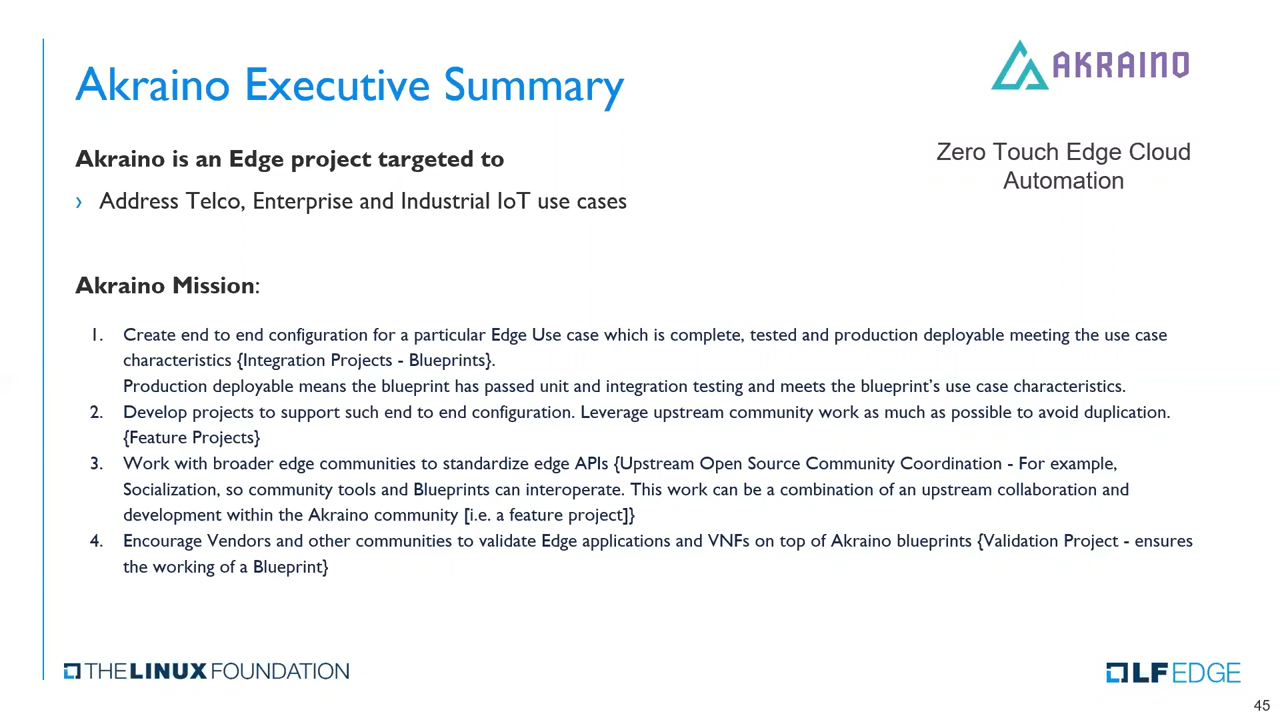 Akraino Executive Summary
AKRAINO
Zero Touch Edge Cloud
Automation
Akraino is an Edge project targeted to
› Address Telco, Enterprise and Industrial IoT use cases
Akraino Mission:
1. Create end to end configuration for a particular Edge Use case which is complete, tested and production deployable meeting the use case
characteristics {Integration Projects - Blueprints}.
Production deployable means the blueprint has passed unit and integration testing and meets the blueprint’s use case characteristics.
2. Develop projects to support such end to end configuration. Leverage upstream community work as much as possible to avoid duplication.
{Feature Projects}
3. Work with broader edge communities to standardize edge APIs {Upstream Open Source Community Coordination - For example,
Socialization, so community tools and Blueprints can interoperate. This work can be a combination of an upstream collaboration and
development within the Akraino community [i.e. a feature project]}
4. Encourage Vendors and other communities to validate Edge applications and VNFs on top of Akraino blueprints {Validation Project - ensures
the working of a Blueprint}
THE LINUX FOUNDATION
LF EDGE
45